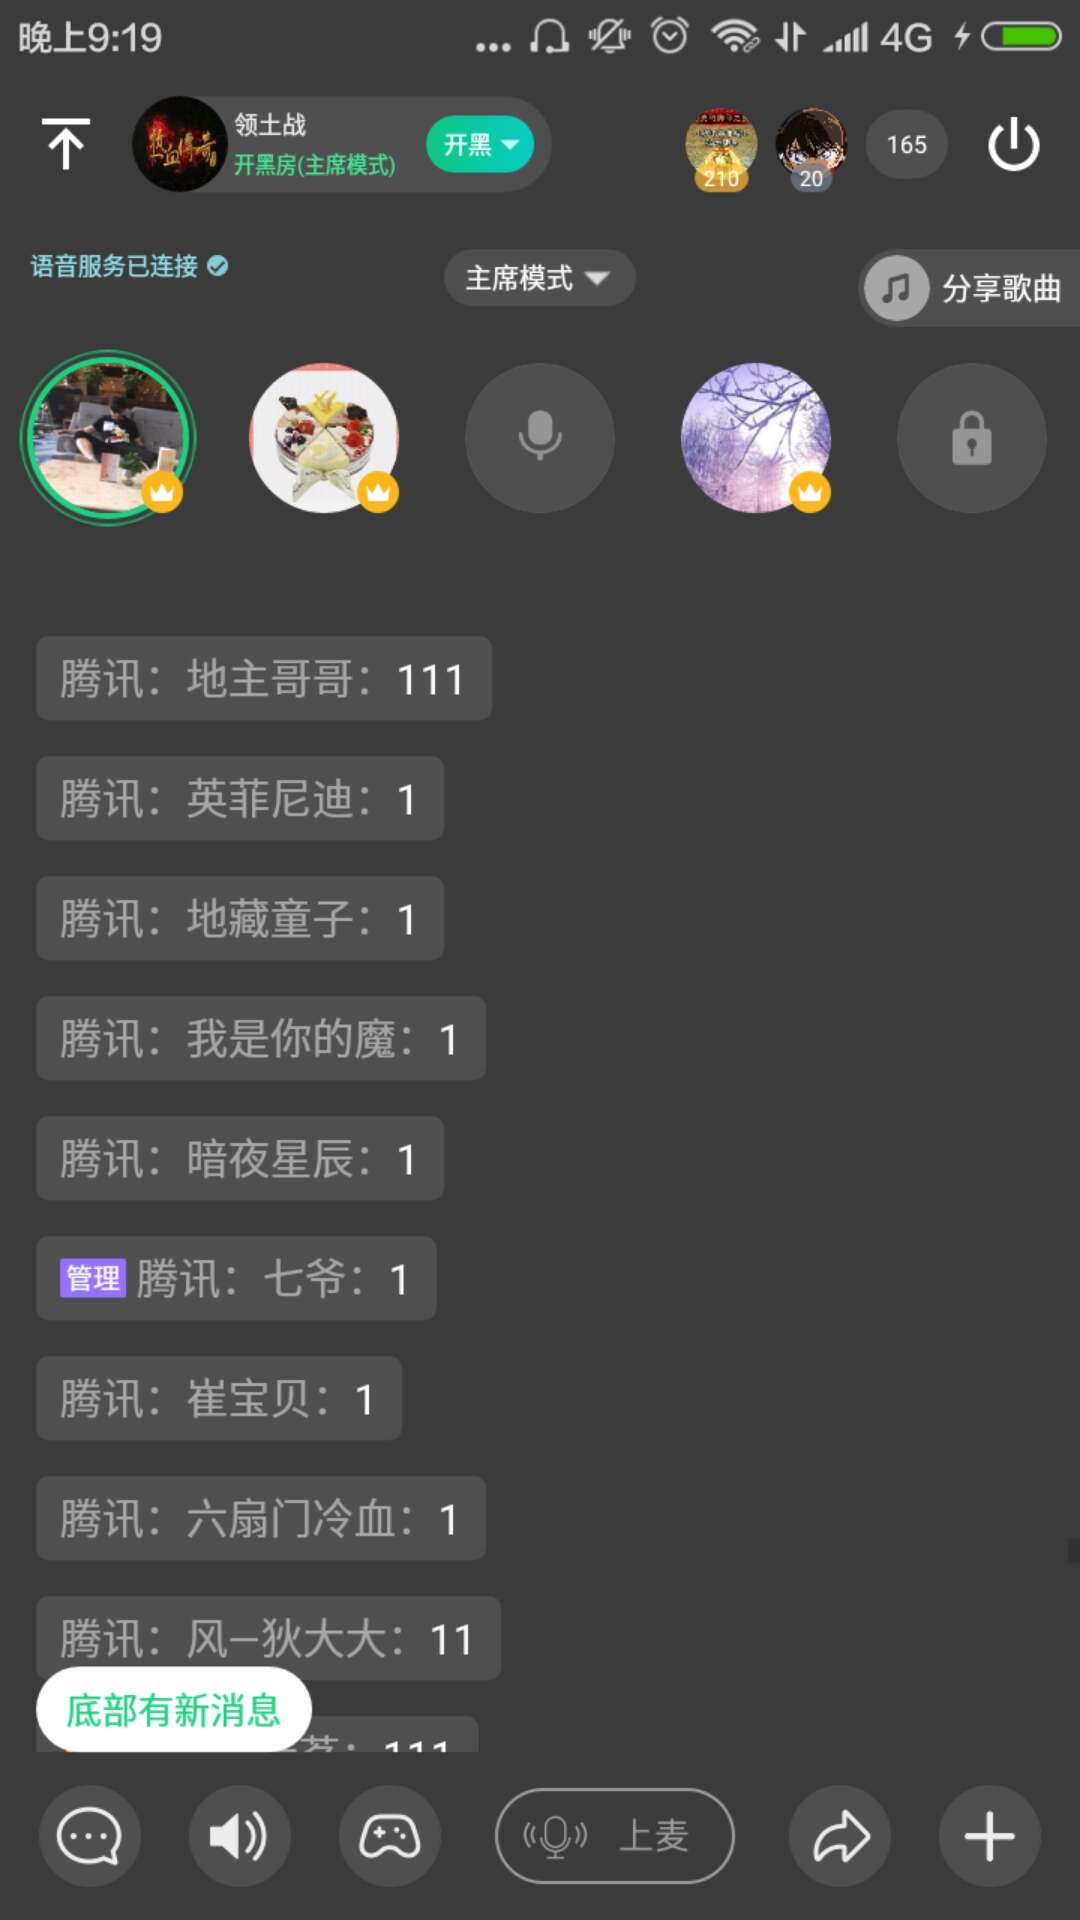 晚上9:19
4G
领土战
开黑房(主席模式)
开黑
热血传奇
210
20
165
语音服务已连接
主席模式
分享歌曲
腾讯：地主哥哥：111
腾讯：英菲尼迪：1
腾讯：地藏童子：1
腾讯：我是你的魔：1
腾讯：暗夜星辰：1
管理 腾讯：七爷：1
腾讯：崔宝贝：1
腾讯：六扇门冷血：1
腾讯：风—狄大大：11
底部有新消息
上麦